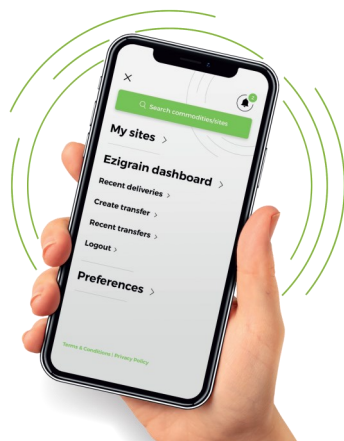 Search commodities/sites
My sites >
Ezigrain dashboard >
Recent deliveries >
Create transfer >
Recent transfers >
Logout >
Preferences >
Terms & Conditions | Privacy Policy